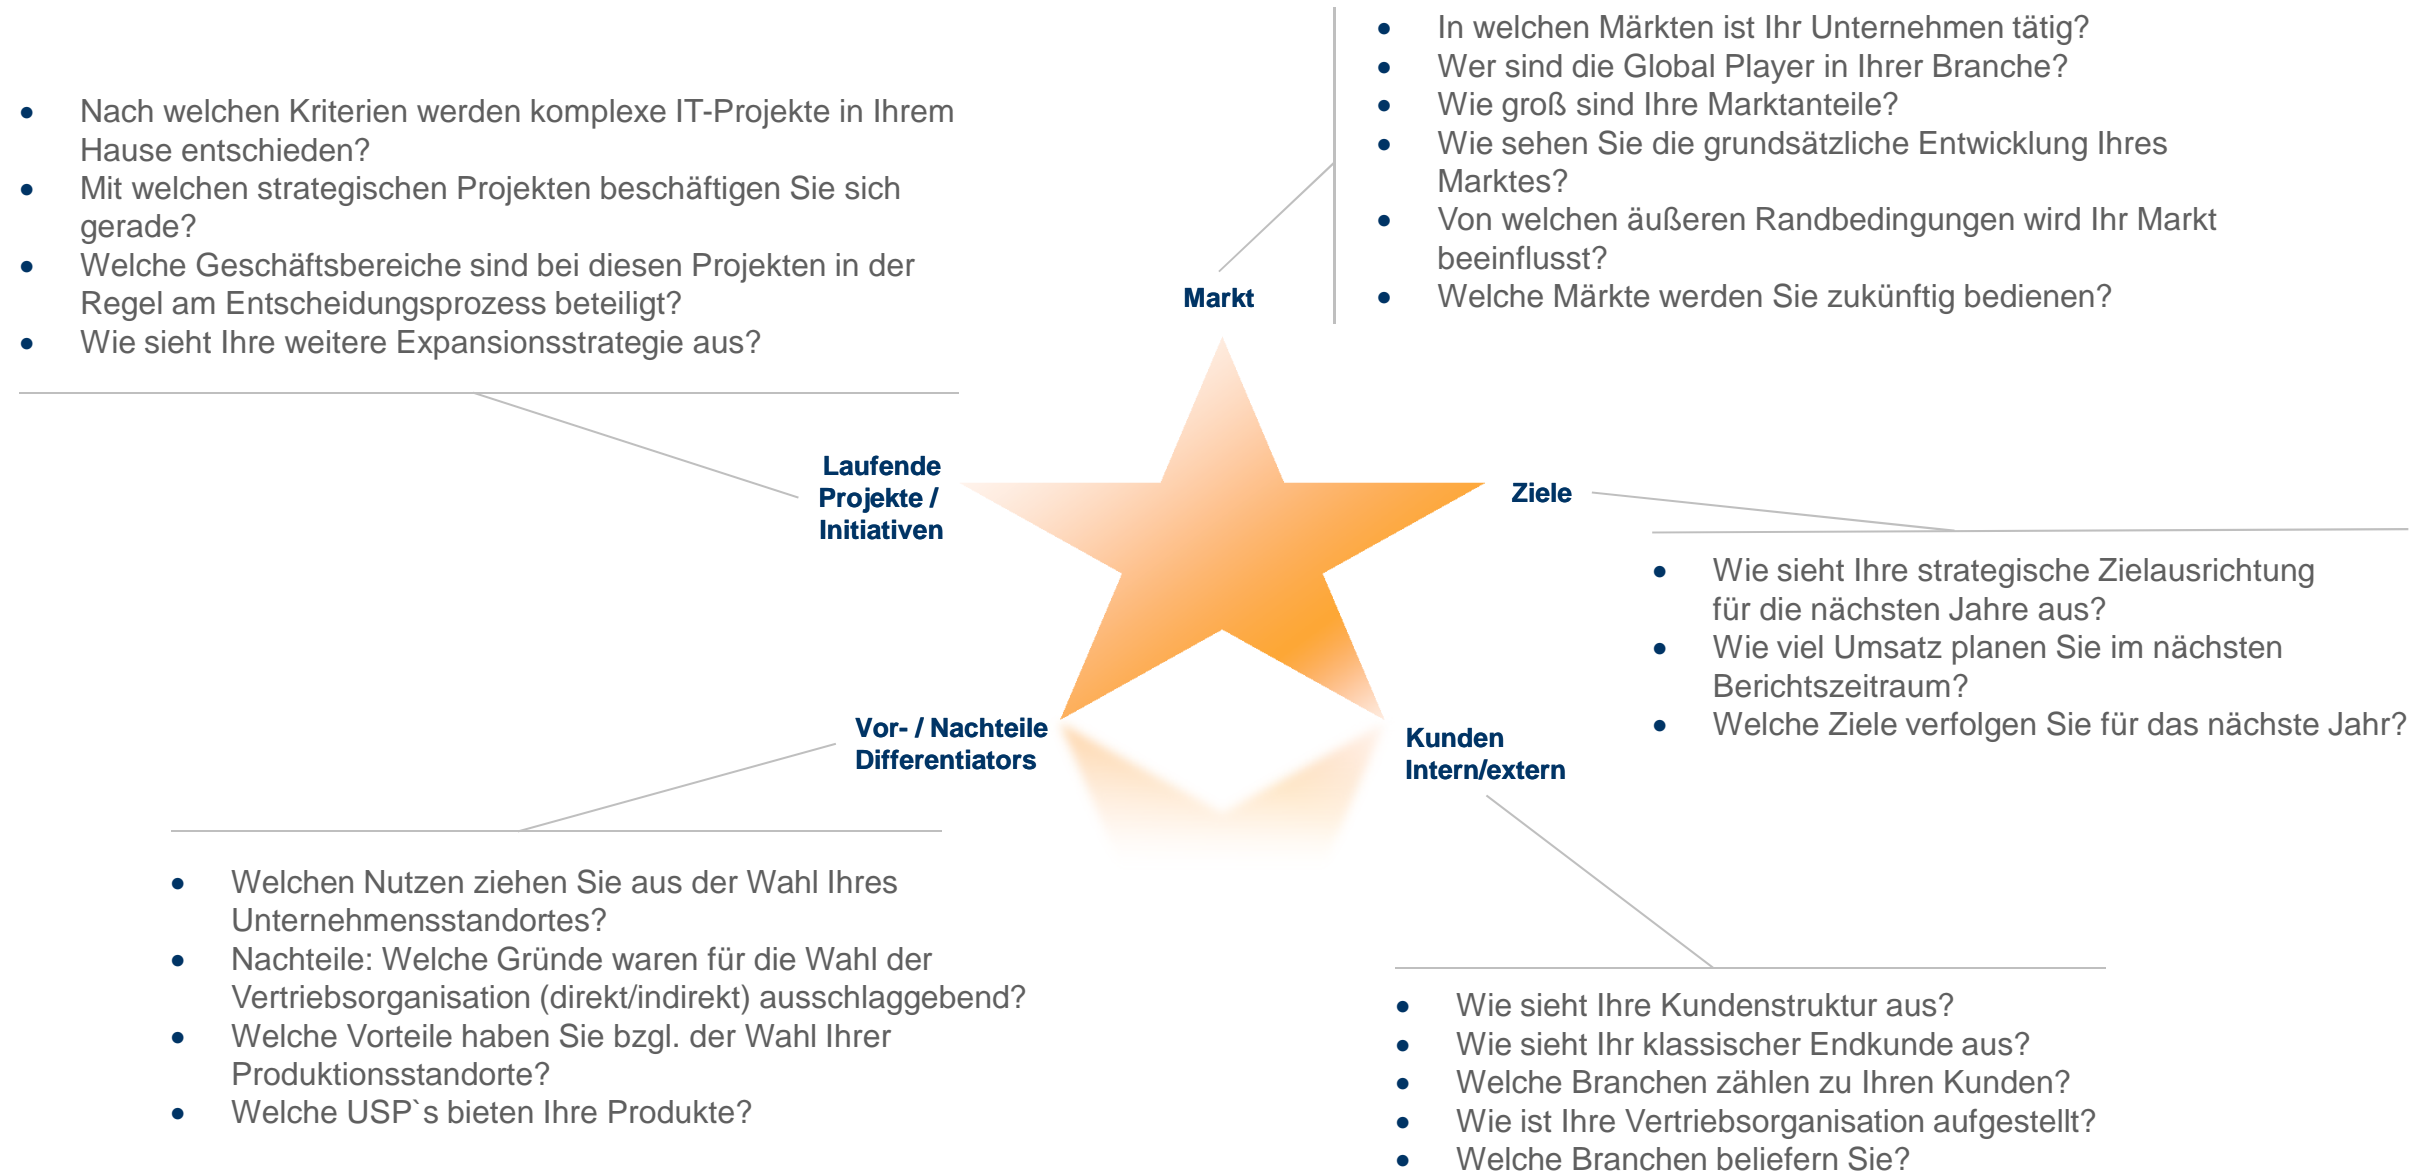 • In welchen Märkten ist Ihr Unternehmen tätig?
• Wer sind die Global Player in Ihrer Branche?
• Wie groß sind Ihre Marktanteile?
• Wie sehen Sie die grundsätzliche Entwicklung Ihres
Marktes?
• Von welchen äußeren Randbedingungen wird Ihr Markt
beeinflusst?
• Welche Märkte werden Sie zukünftig bedienen?
• Nach welchen Kriterien werden komplexe IT-Projekte in Ihrem
Hause entschieden?
• Mit welchen strategischen Projekten beschäftigen Sie sich
gerade?
• Welche Geschäftsbereiche sind bei diesen Projekten in der
Regel am Entscheidungsprozess beteiligt?
• Wie sieht Ihre weitere Expansionsstrategie aus?
Markt
Laufende
Projekte /
Initiativen
Ziele
• Wie sieht Ihre strategische Zielausrichtung
für die nächsten Jahre aus?
• Wie viel Umsatz planen Sie im nächsten
Berichtszeitraum?
• Welche Ziele verfolgen Sie für das nächste Jahr?
Vor- / Nachteile
Differentiators
Kunden
Intern/extern
• Welchen Nutzen ziehen Sie aus der Wahl Ihres
Unternehmensstandortes?
• Nachteile: Welche Gründe waren für die Wahl der
Vertriebsorganisation (direkt/indirekt) ausschlaggebend?
• Welche Vorteile haben Sie bzgl. der Wahl Ihrer
Produktionsstandorte?
• Welche USP`s bieten Ihre Produkte?
• Wie sieht Ihre Kundenstruktur aus?
• Wie sieht Ihr klassischer Endkunde aus?
• Welche Branchen zählen zu Ihren Kunden?
• Wie ist Ihre Vertriebsorganisation aufgestellt?
• Welche Branchen beliefern Sie?